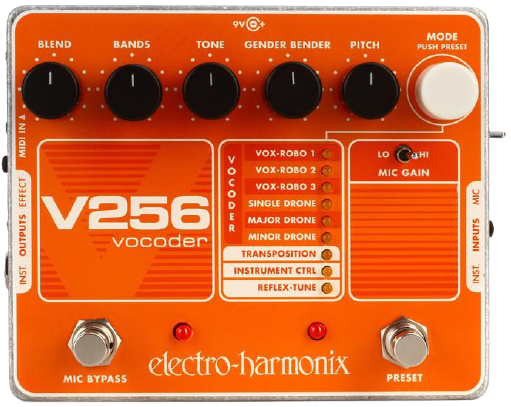 9V +
BLEND BANDS TONE GENDER BENDER PITCH MODE
PUSH PRESET
MIDI IN
VOCODER
VOX-ROBO 1
VOX-ROBO 2
VOX-ROBO 3
SINGLE DRONE
MAJOR DRONE
MINOR DRONE
TRANSPOSITION
INSTRUMENT CTRL
REFLEX-TUNE
LO HI
MIC GAIN
V256
vocoder
INST. OUTPUTS EFFECT
INST. INPUTS MIC
MIC BYPASS
electro-harmonix
PRESET